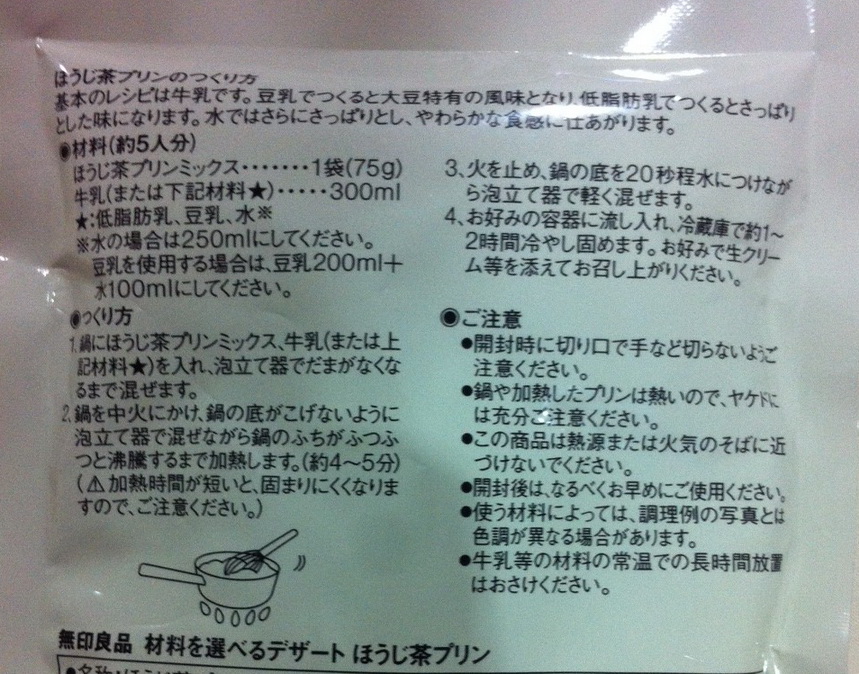 ほうじ茶プリンのつくり方
基本のレシピは牛乳です。豆乳でつくると大豆特有の風味となり、低脂肪乳でつくるとさっぱり
とした味になります。水ではさらにさっぱりとし、やわらかな食感に仕あがります。
◉材料(約5人分)
ほうじ茶プリンミックス・・・・・・・1袋(75g)
牛乳(または下記材料★)・・・・・300ml
★:低脂肪乳、豆乳、水※
※水の場合は250mlにしてください。
豆乳を使用する場合は、豆乳200ml＋
水100mlにしてください。
◉つくり方
1.鍋にほうじ茶プリンミックス、牛乳(または上
記材料★)を入れ、泡立て器でだまがなくな
るまで混ぜます。
2.鍋を中火にかけ、鍋の底がこげないように
泡立て器で混ぜながら鍋のふちがふつふ
つと沸騰するまで加熱します。(約4〜5分)
(⚠加熱時間が短いと、固まりにくくなりま
すので、ご注意ください。)
3.火を止め、鍋の底を20秒程水につけなが
ら泡立て器で軽く混ぜます。
4.お好みの容器に流し入れ、冷蔵庫で約1〜
2時間冷やし固めます。お好みで生クリー
ム等を添えてお召し上がりください。
◉ご注意
●開封時に切り口で手など切らないようご
注意ください。
●鍋や加熱したプリンは熱いので、ヤケドに
は充分ご注意ください。
●この商品は熱源または火気のそばに近
づけないでください。
●開封後は、なるべくお早めにご使用ください。
●使う材料によっては、調理例の写真とは
色調が異なる場合があります。
●牛乳等の材料の常温での長時間放置
はおさけください。
無印良品 材料を選べるデザート ほうじ茶プリン